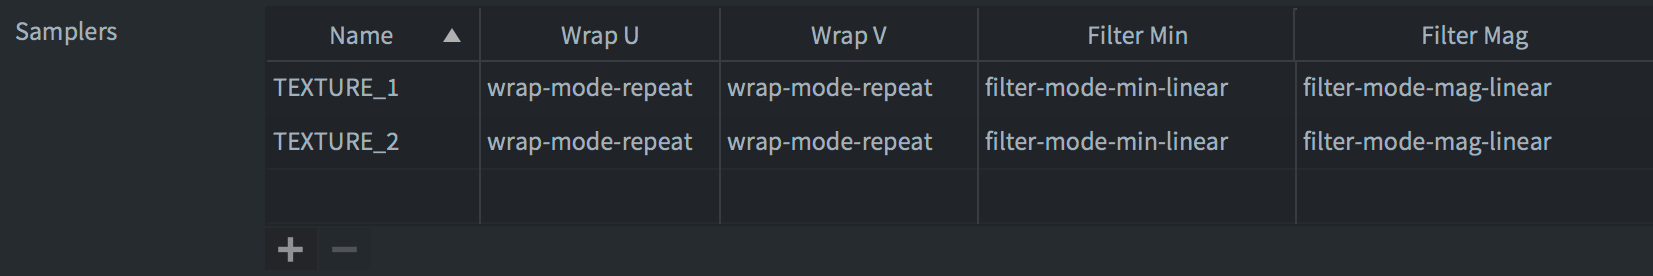 Samplers
Name Wrap U Wrap V Filter Min Filter Mag
TEXTURE_1 wrap-mode-repeat wrap-mode-repeat filter-mode-min-linear filter-mode-mag-linear
TEXTURE_2 wrap-mode-repeat wrap-mode-repeat filter-mode-min-linear filter-mode-mag-linear